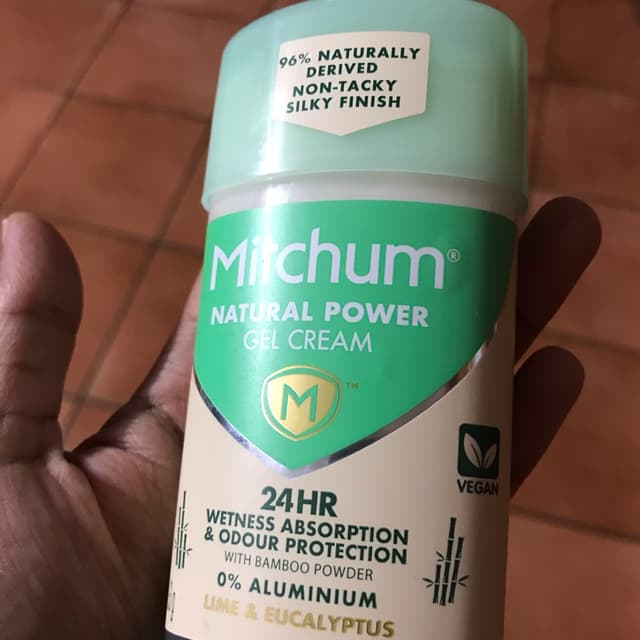 96% NATURALLY
DERIVED
NON-TACKY
SILKY FINISH
Mitchum®
NATURAL POWER
GEL CREAM
M™
VEGAN
24HR
WETNESS ABSORPTION
& ODOUR PROTECTION
WITH BAMBOO POWDER
0% ALUMINIUM
LIME & EUCALYPTUS